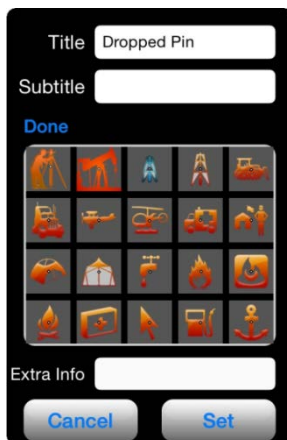 Title Dropped Pin
Subtitle
Done
Extra Info
Cancel Set